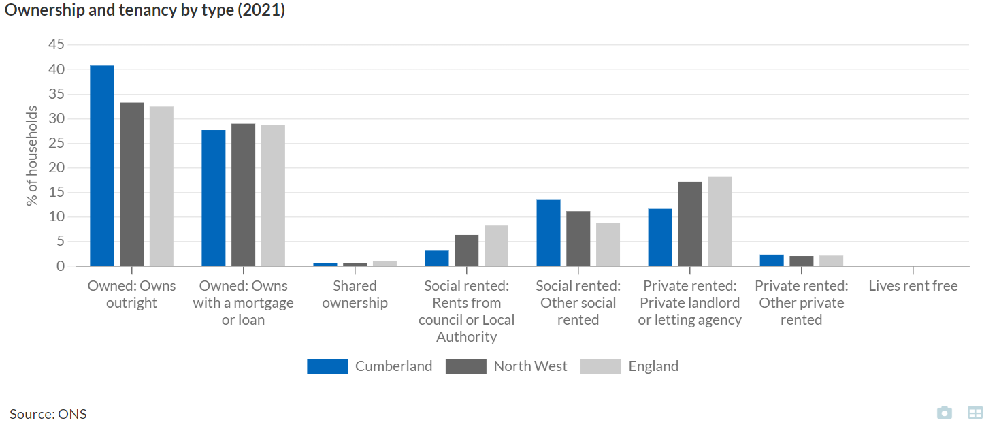 Ownership and tenancy by type (2021)
% of households
45
40
35
30
25
20
15
10
5
0
Owned: Owns
outright
Owned: Owns
with a mortgage
or loan
Shared
ownership
Social rented:
Rents from
council or Local
Authority
Social rented:
Other social
rented
Private rented:
Private landlord
or letting agency
Private rented:
Other private
rented
Lives rent free
Cumberland
North West
England
Source: ONS